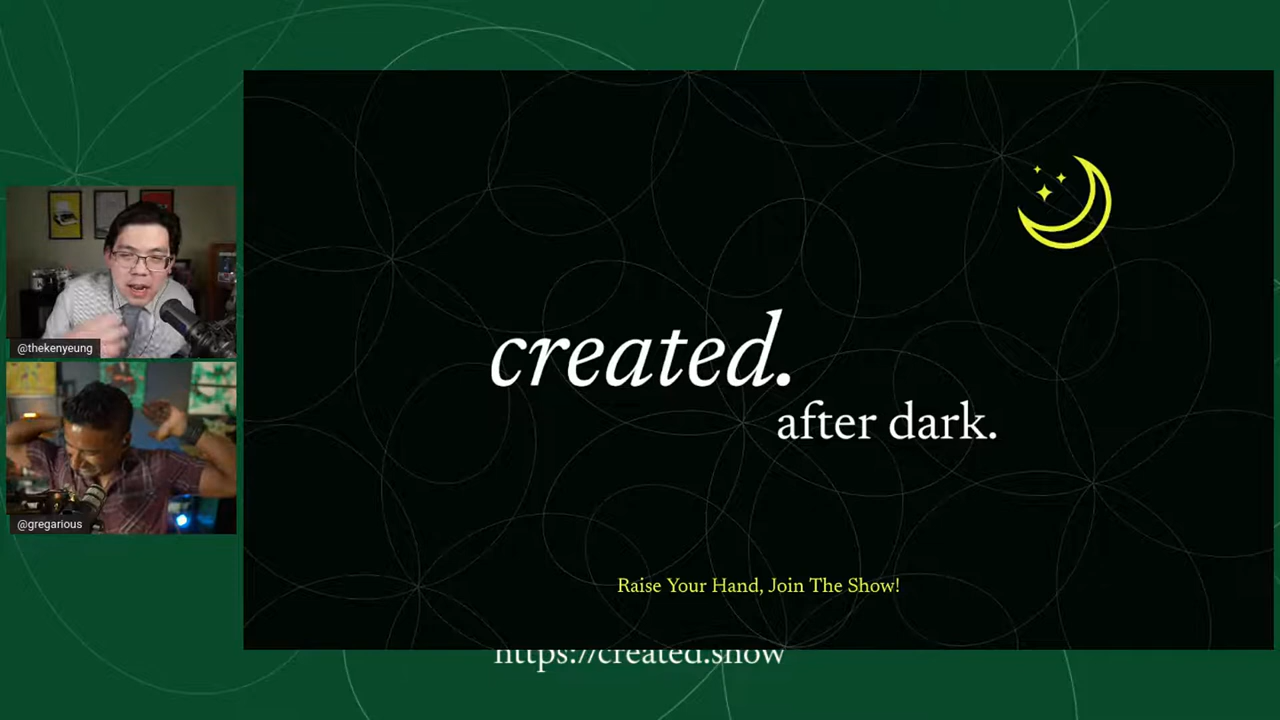 @thekenyeung
@gregarious
created.
after dark.
Raise Your Hand, Join The Show!
https://created.show